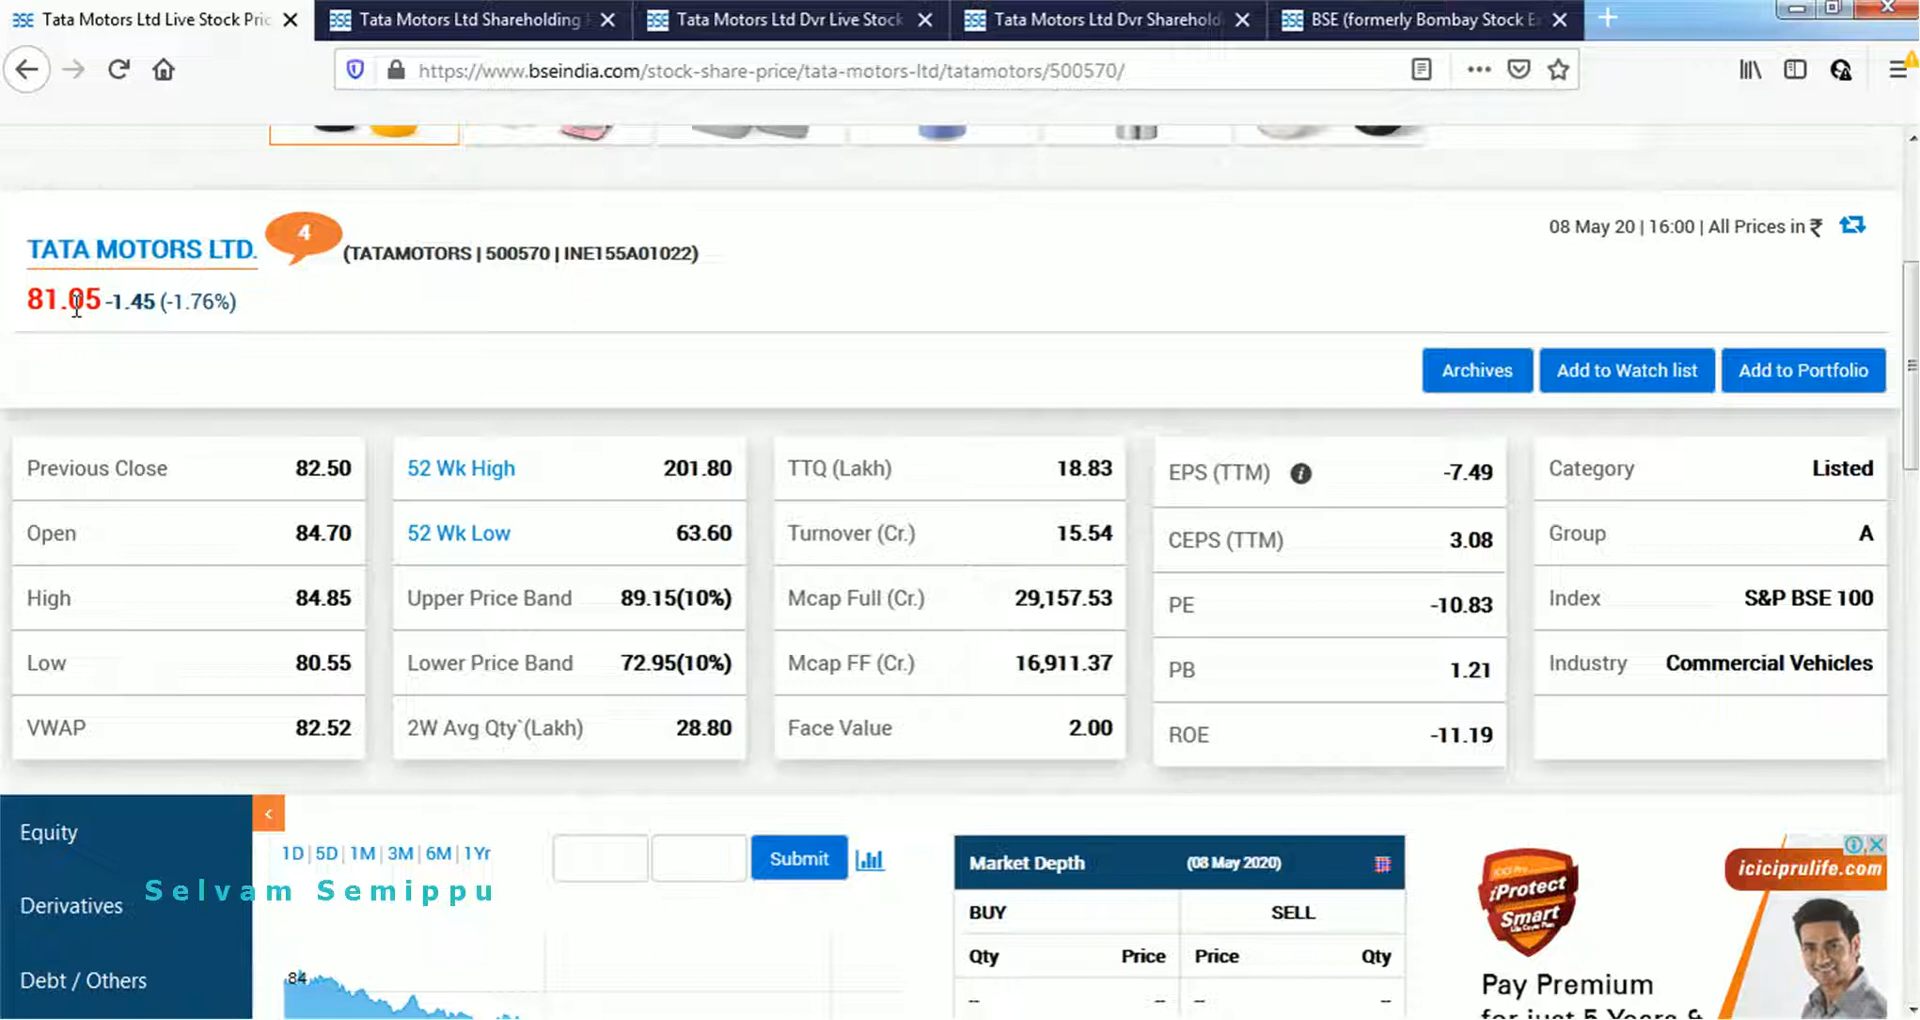 Tata Motors Ltd Live Stock Pric
Tata Motors Ltd Shareholding
Tata Motors Ltd Dvr Live Stock
Tata Motors Ltd Dvr Sharehold
BSE (formerly Bombay Stock E
https://www.bseindia.com/stock-share-price/tata-motors-ltd/tatamotors/500570/
TATA MOTORS LTD. 4 (TATAMOTORS | 500570 | INE155A01022)
08 May 20 | 16:00 | All Prices in ₹
81.05 -1.45 (-1.76%)
Archives
Add to Watch list
Add to Portfolio
Previous Close 82.50
Open 84.70
High 84.85
Low 80.55
VWAP 82.52
52 Wk High 201.80
52 Wk Low 63.60
Upper Price Band 89.15(10%)
Lower Price Band 72.95(10%)
2W Avg Qty`(Lakh) 28.80
TTQ (Lakh) 18.83
Turnover (Cr.) 15.54
Mcap Full (Cr.) 29,157.53
Mcap FF (Cr.) 16,911.37
Face Value 2.00
EPS (TTM) -7.49
CEPS (TTM) 3.08
PE -10.83
PB 1.21
ROE -11.19
Category Listed
Group A
Index S&P BSE 100
Industry Commercial Vehicles
Equity
Derivatives
Debt / Others
Selvam Semippu
1D | 5D | 1M | 3M | 6M | 1Yr
Submit
84
Market Depth (08 May 2020)
BUY SELL
Qty Price Price Qty
-- -- -- --
iProtect
Smart
iciciprulife.com
Pay Premium
for just 5 Years &